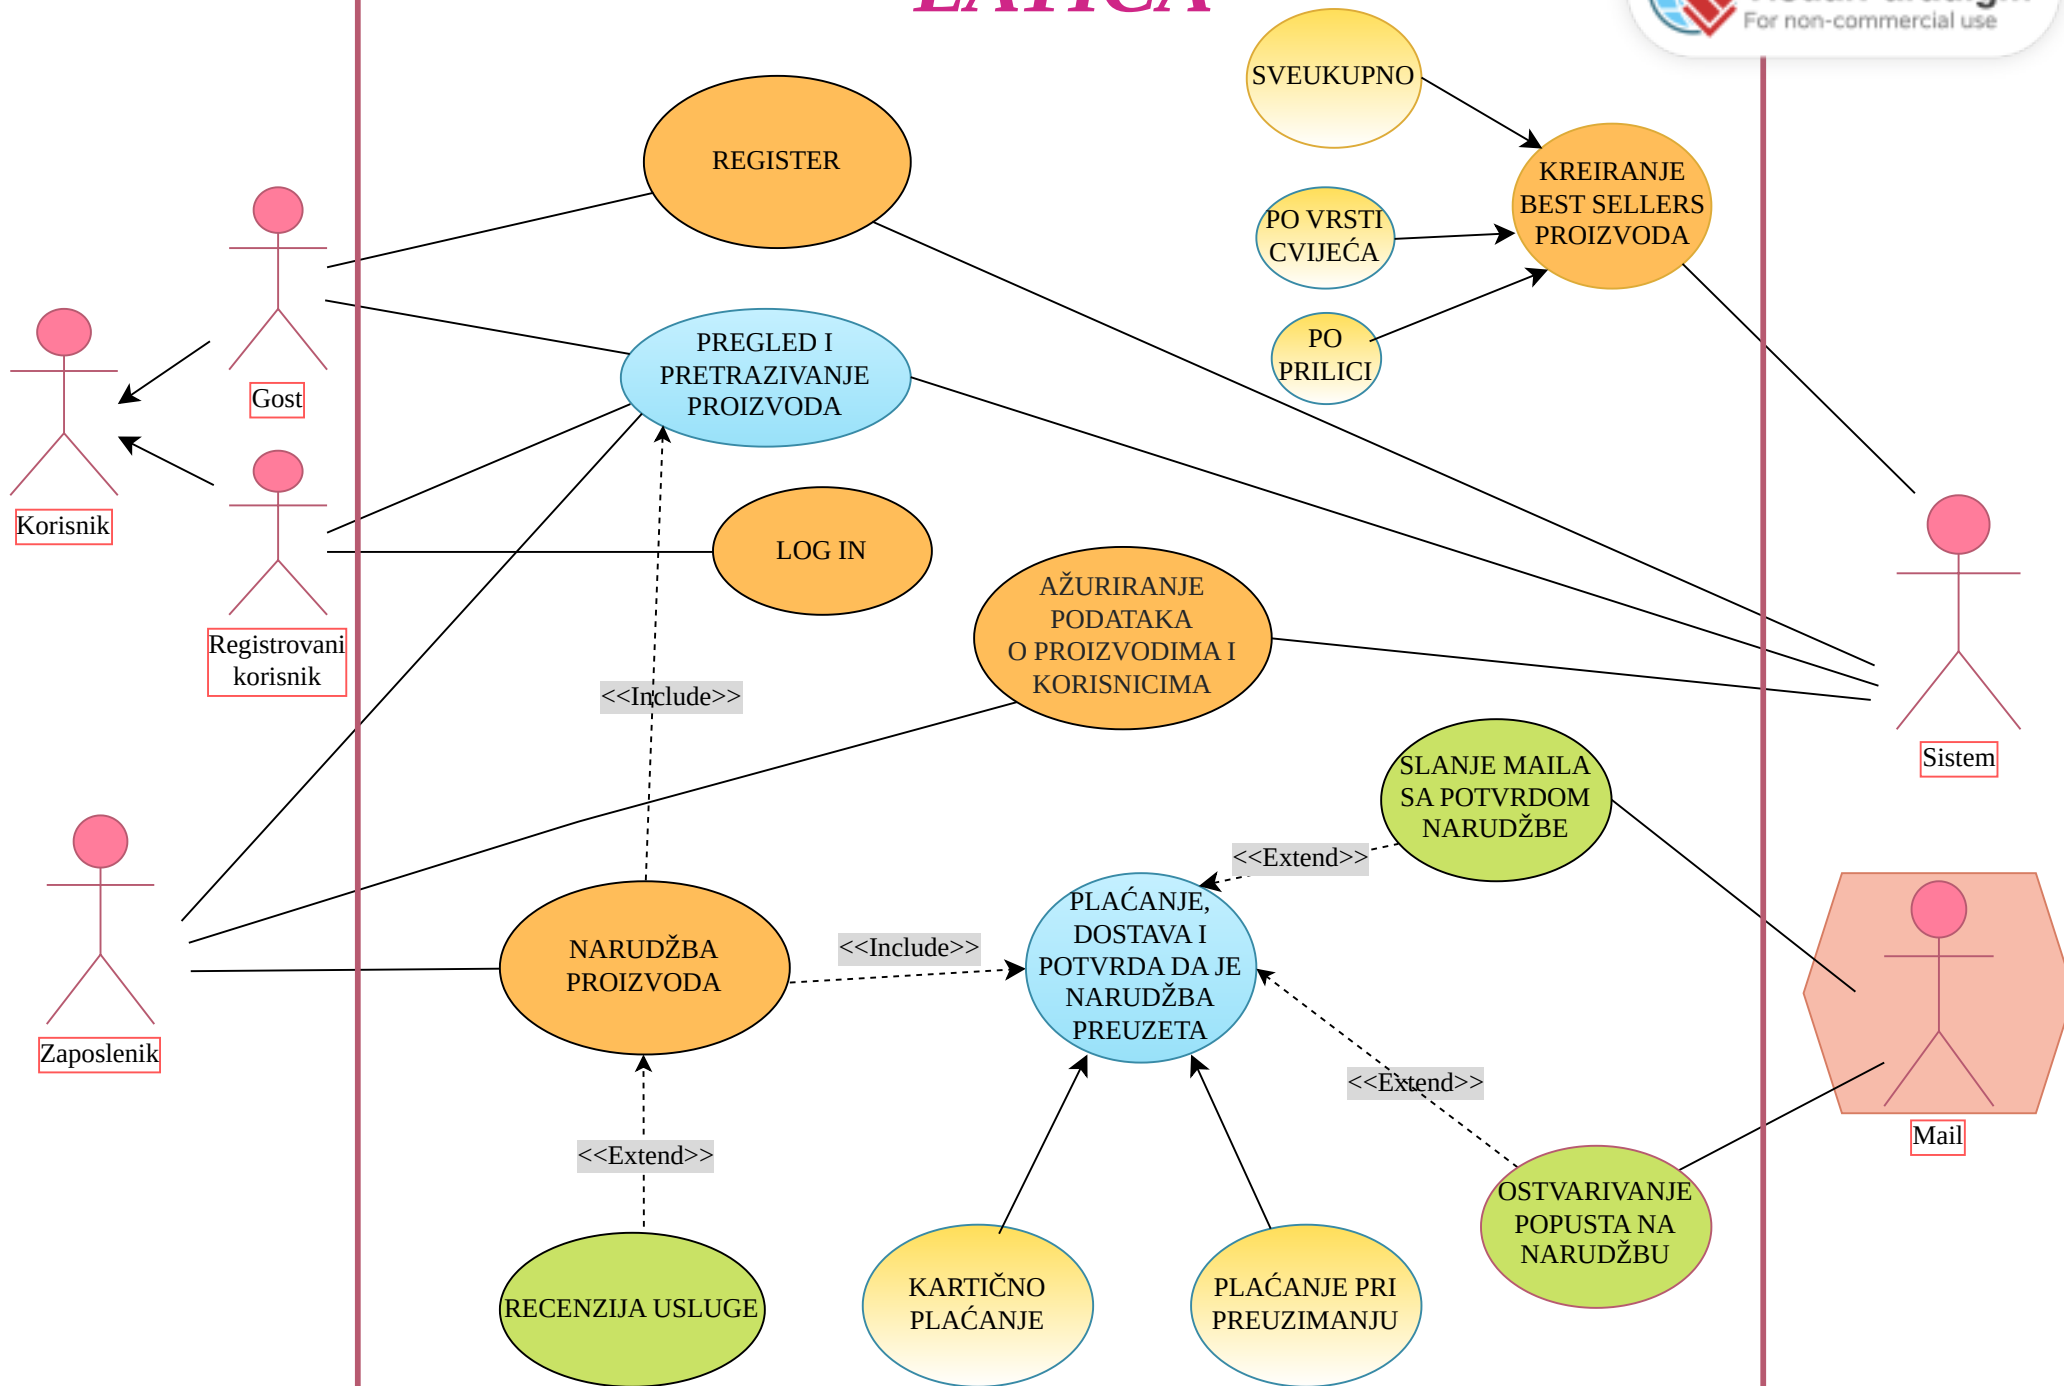 LATICA
For non-commercial use
SVEUKUPNO
REGISTER
KREIRANJE
BEST SELLERS
PROIZVODA
PO VRSTI
CVIJEĆA
PO
PRILICI
PREGLED I
PRETRAZIVANJE
PROIZVODA
Gost
Korisnik
LOG IN
Registrovani
korisnik
AŽURIRANJE
PODATAKA
O PROIZVODIMA I
KORISNICIMA
<<Include>>
Sistem
SLANJE MAILA
SA POTVRDOM
NARUDŽBE
<<Extend>>
PLAĆANJE,
DOSTAVA I
POTVRDA DA JE
NARUDŽBA
PREUZETA
NARUDŽBA
PROIZVODA
<<Include>>
Zaposlenik
<<Extend>>
Mail
<<Extend>>
OSTVARIVANJE
POPUSTA NA
NARUDŽBU
RECENZIJA USLUGE
KARTIČNO
PLAĆANJE
PLAĆANJE PRI
PREUZIMANJU